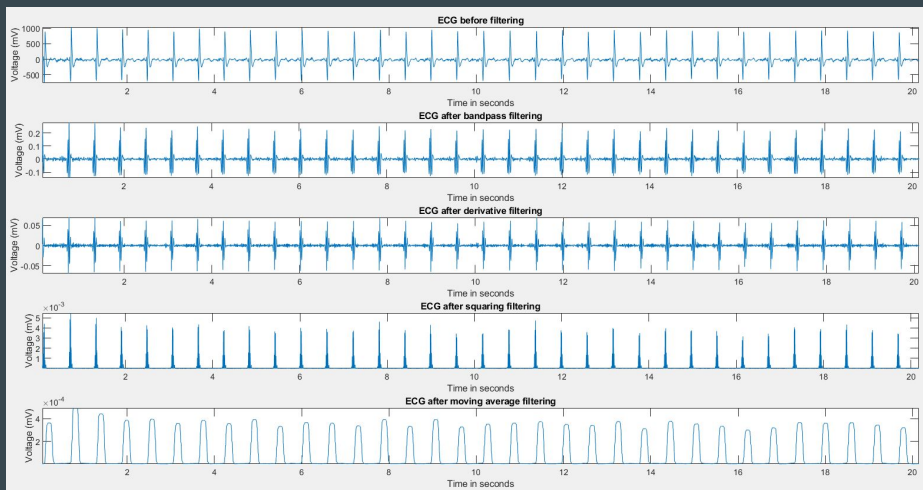 ECG before filtering
Voltage (mV)
1000
500
0
-500
2 4 6 8 10 12 14 16 18 20
Time in seconds
ECG after bandpass filtering
Voltage (mV)
0.2
0.1
0
-0.1
2 4 6 8 10 12 14 16 18 20
Time in seconds
ECG after derivative filtering
Voltage (mV)
0.05
0
-0.05
2 4 6 8 10 12 14 16 18 20
Time in seconds
ECG after squaring filtering
×10⁻³
Voltage (mV)
5
4
3
2
1
2 4 6 8 10 12 14 16 18 20
Time in seconds
ECG after moving average filtering
×10⁻⁴
Voltage (mV)
4
2
2 4 6 8 10 12 14 16 18 20
Time in seconds